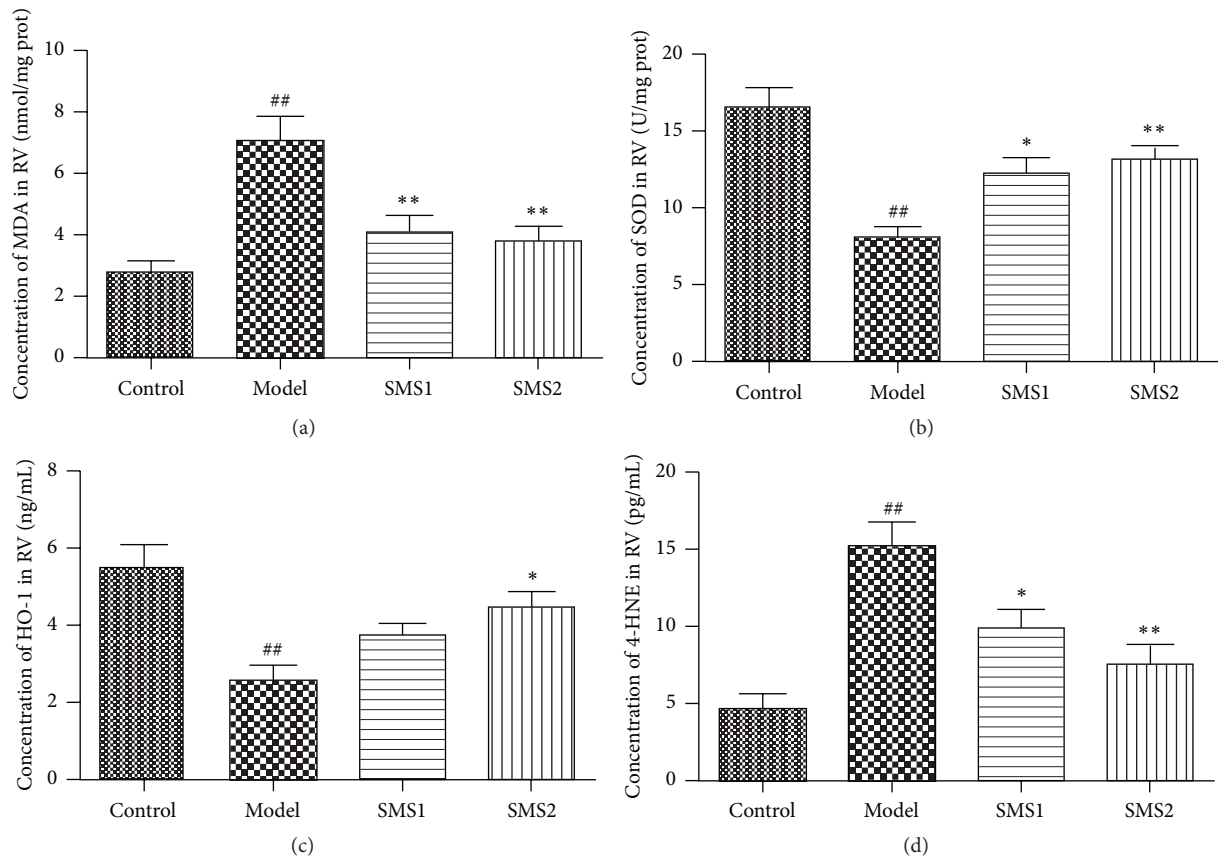 Concentration of MDA in RV (nmol/mg prot)
10
8
6
4
2
0
##
**
**
Control Model SMS1 SMS2
(a)
Concentration of SOD in RV (U/mg prot)
20
15
10
5
0
##
*
**
Control Model SMS1 SMS2
(b)
Concentration of HO-1 in RV (ng/mL)
8
6
4
2
0
##
*
Control Model SMS1 SMS2
(c)
Concentration of 4-HNE in RV (pg/mL)
20
15
10
5
0
##
*
**
Control Model SMS1 SMS2
(d)